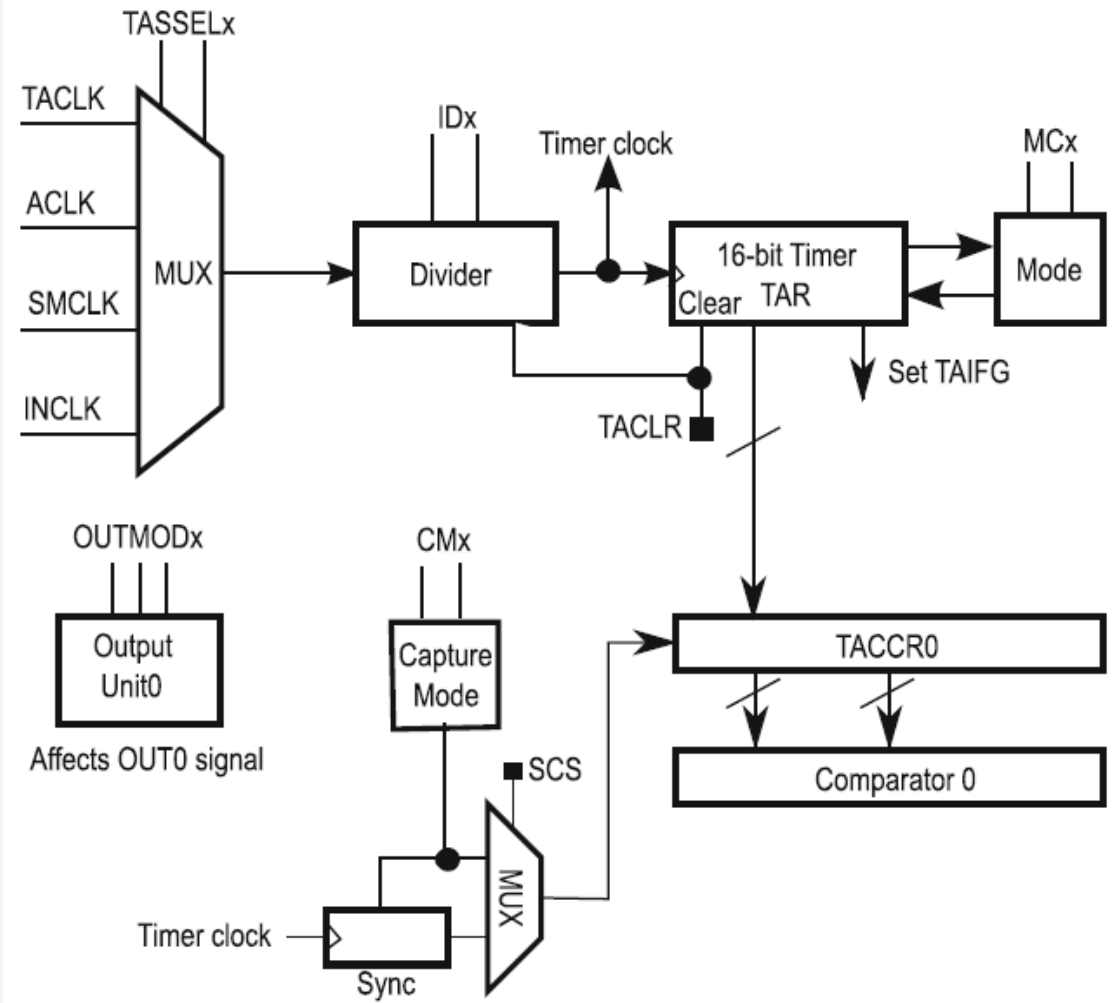 TASSELx
TACLK
ACLK
SMCLK
INCLK
MUX
IDx
Divider
Timer clock
16-bit Timer
TAR
Clear
MCx
Mode
Set TAIFG
TACLR
OUTMODx
Output
Unit0
Affects OUT0 signal
CMx
Capture
Mode
SCS
MUX
Timer clock
Sync
TACCR0
Comparator 0